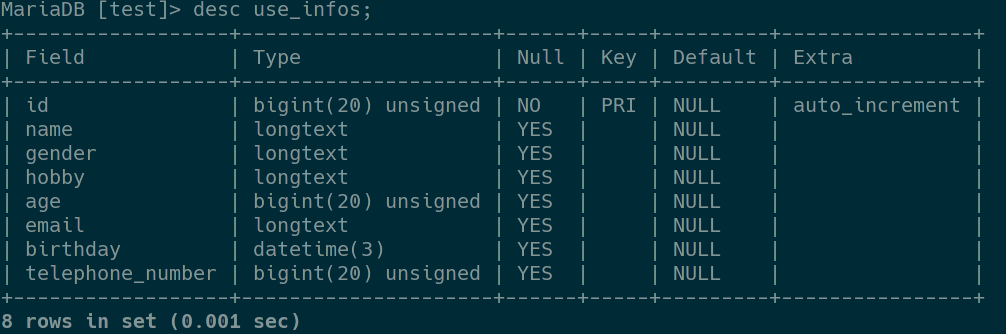 MariaDB [test]> desc use_infos;
+------------------+---------------------+------+-----+---------+----------------+
| Field            | Type                | Null | Key | Default | Extra          |
+------------------+---------------------+------+-----+---------+----------------+
| id               | bigint(20) unsigned | NO   | PRI | NULL    | auto_increment |
| name             | longtext            | YES  |     | NULL    |                |
| gender           | longtext            | YES  |     | NULL    |                |
| hobby            | longtext            | YES  |     | NULL    |                |
| age              | bigint(20) unsigned | YES  |     | NULL    |                |
| email            | longtext            | YES  |     | NULL    |                |
| birthday         | datetime(3)         | YES  |     | NULL    |                |
| telephone_number | bigint(20) unsigned | YES  |     | NULL    |                |
+------------------+---------------------+------+-----+---------+----------------+
8 rows in set (0.001 sec)